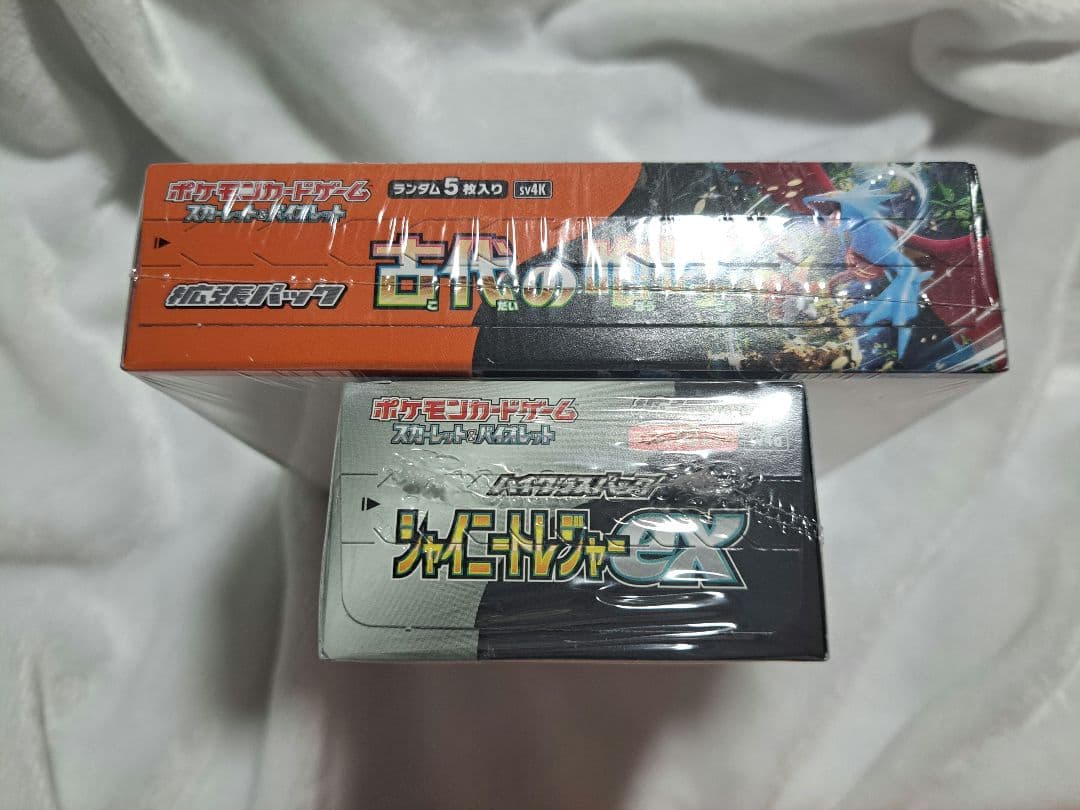 ポケモンカードゲーム
スカーレット&バイオレット
ランダム5枚入り
sv4K
拡張パック
古代の
こ だい
ポケモンカードゲーム
スカーレット&バイオレット
ハイクラスパック
シャイニートレジャーex